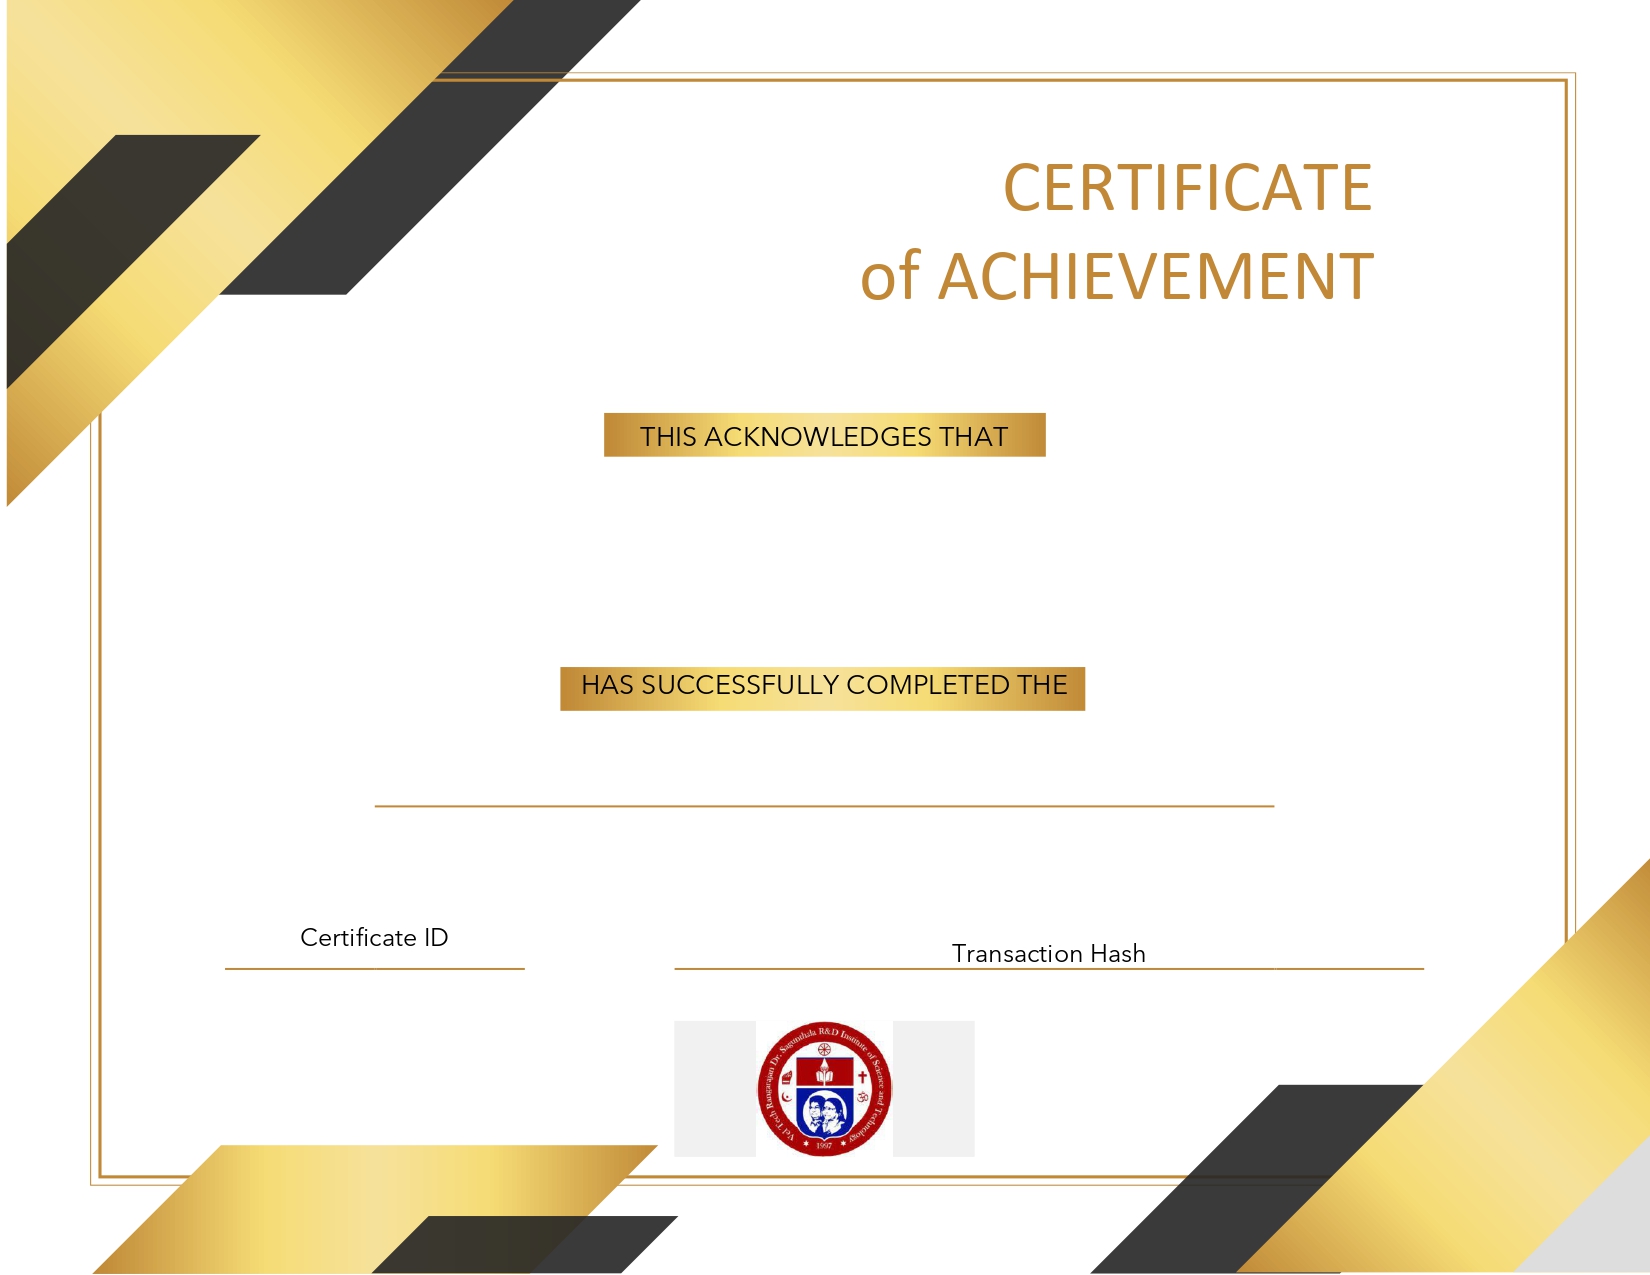 CERTIFICATE
of ACHIEVEMENT
THIS ACKNOWLEDGES THAT
HAS SUCCESSFULLY COMPLETED THE
Certificate ID
Transaction Hash
Vel Tech Rangarajan Dr. Sagunthala R&D Institute of Science and Technology
1997